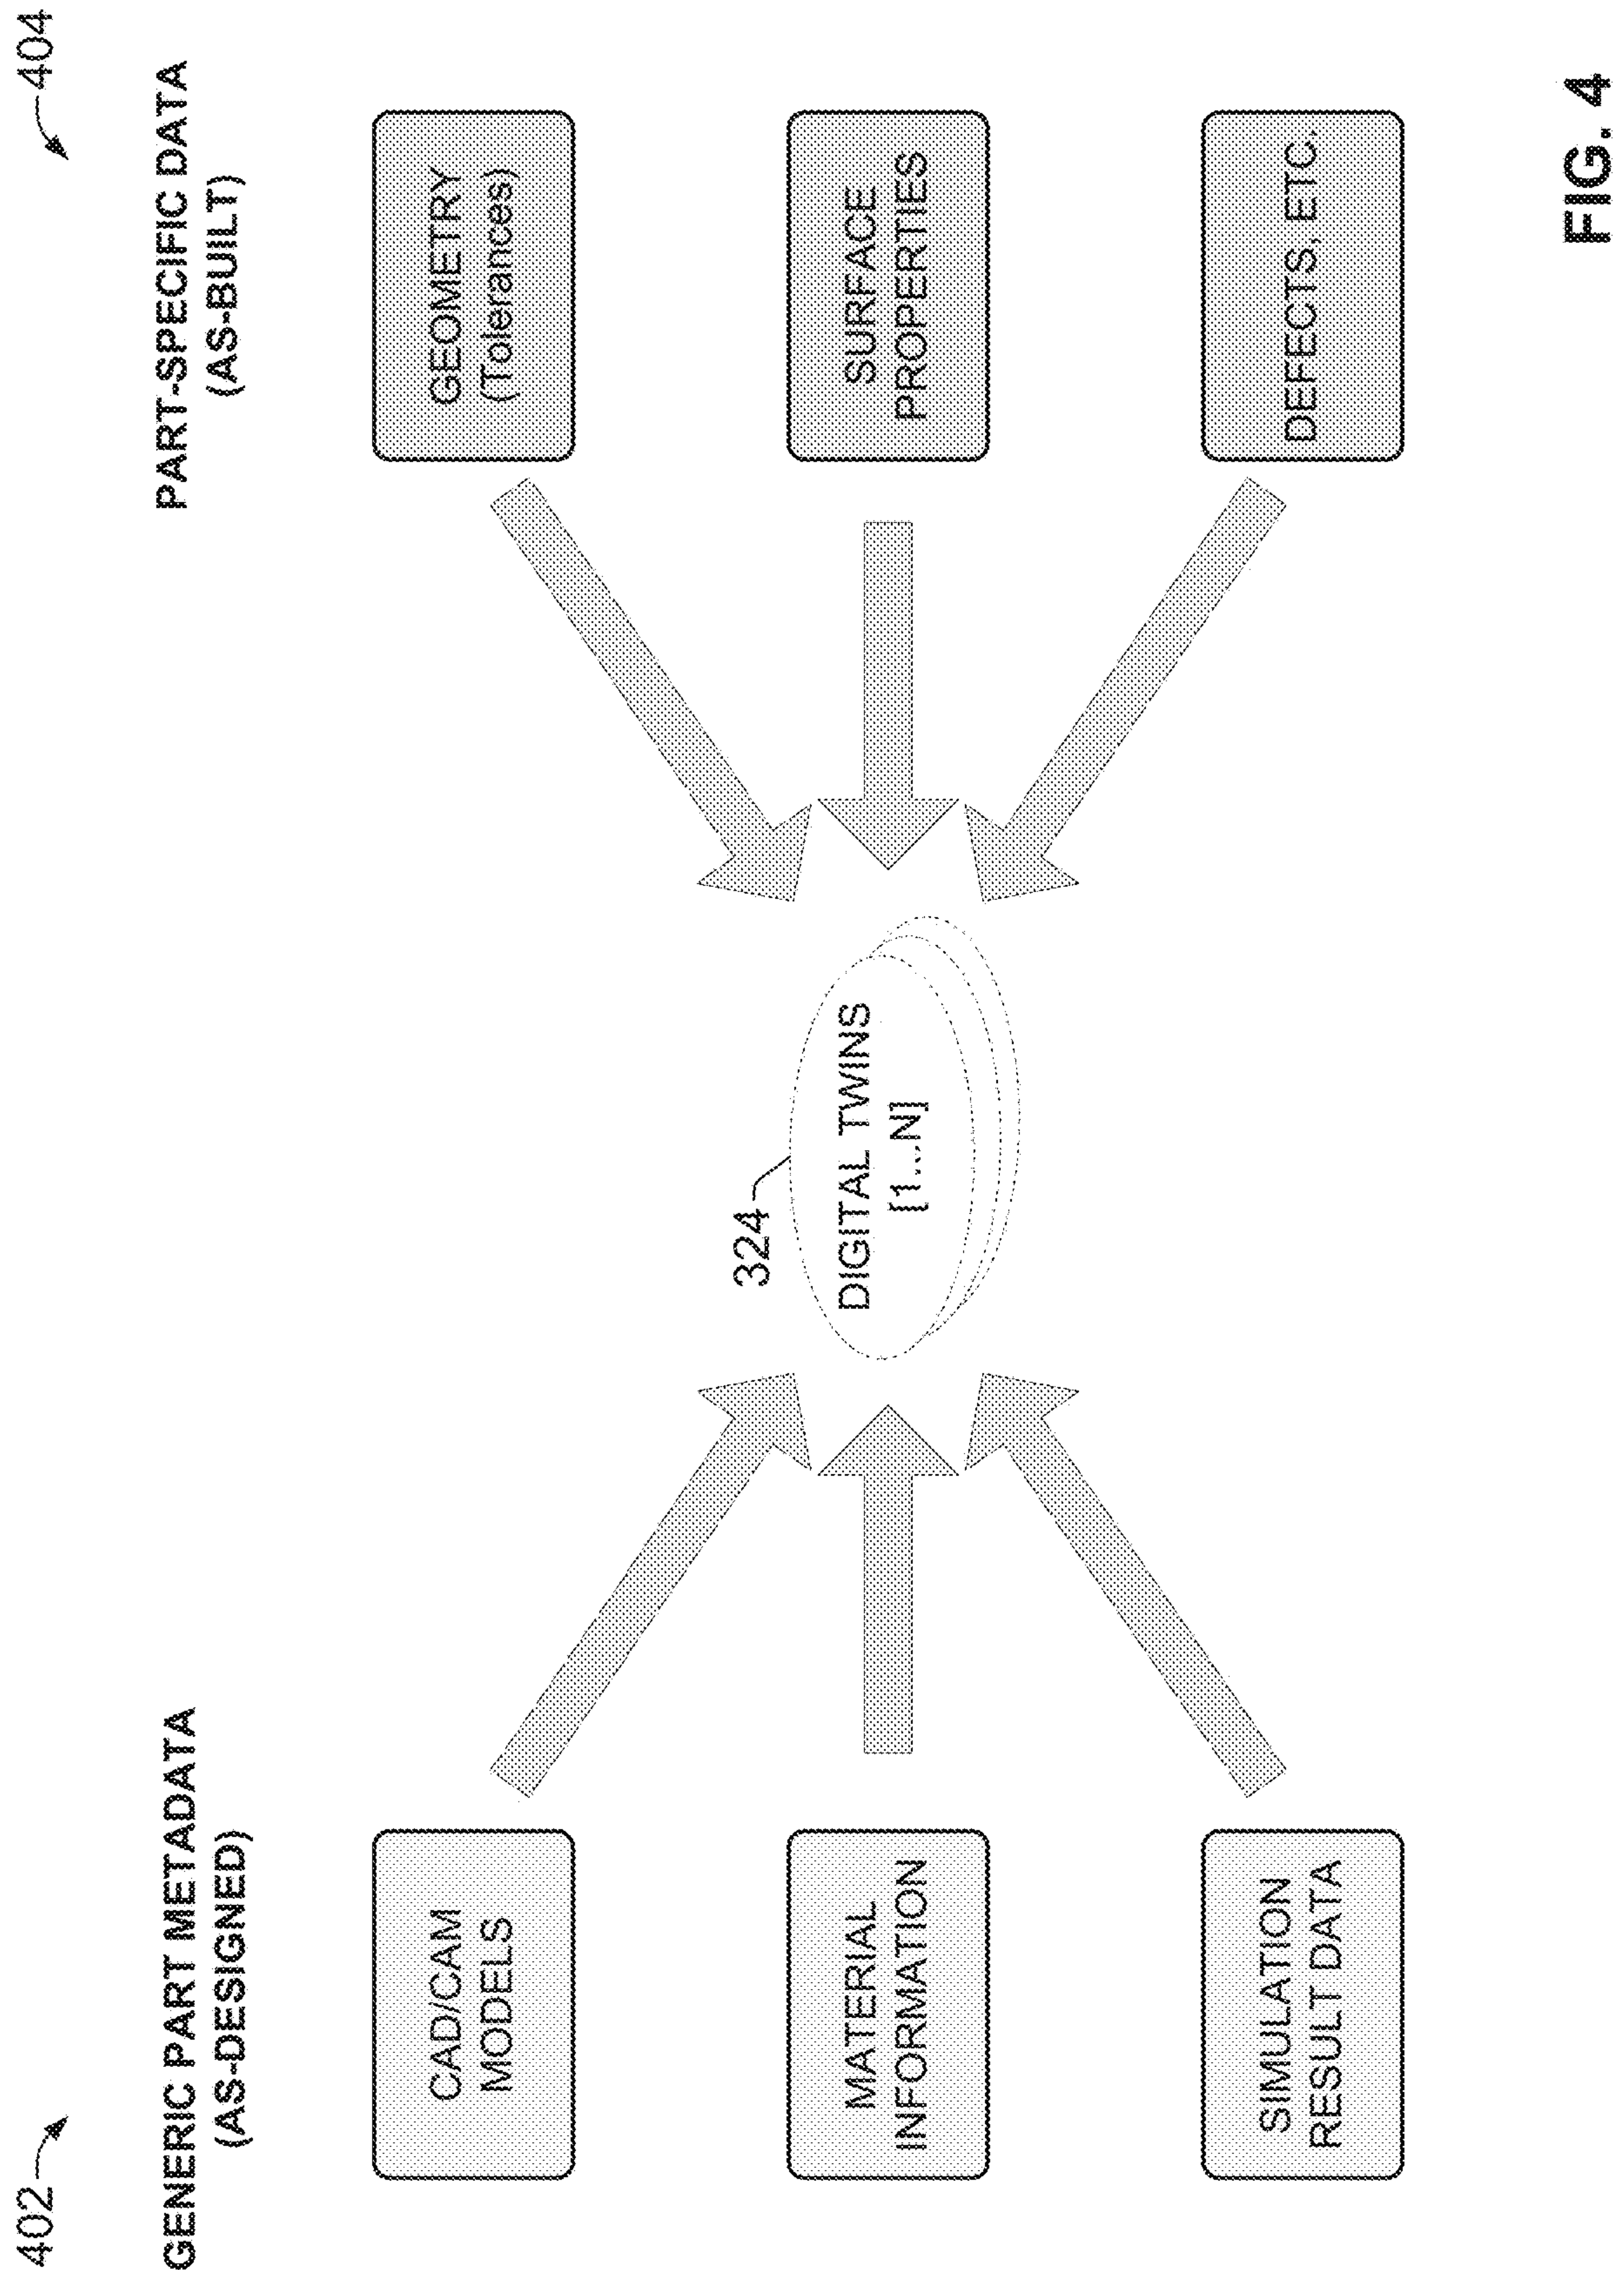 402
GENERIC PART METADATA
(AS-DESIGNED)
CAD/CAM
MODELS
MATERIAL
INFORMATION
SIMULATION
RESULT DATA
324
DIGITAL TWINS
[1...N]
404
PART-SPECIFIC DATA
(AS-BUILT)
GEOMETRY
(Tolerances)
SURFACE
PROPERTIES
DEFECTS, ETC.
FIG. 4